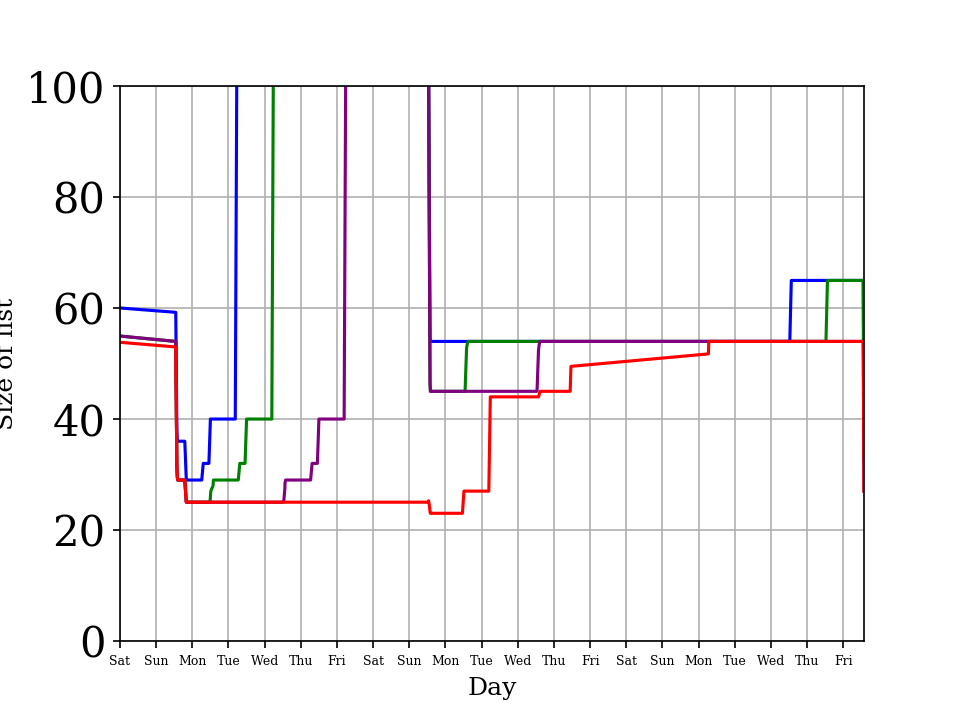 100
80
60
40
20
0
Size of list
Sat Sun Mon Tue Wed Thu Fri Sat Sun Mon Tue Wed Thu Fri Sat Sun Mon Tue Wed Thu Fri
Day